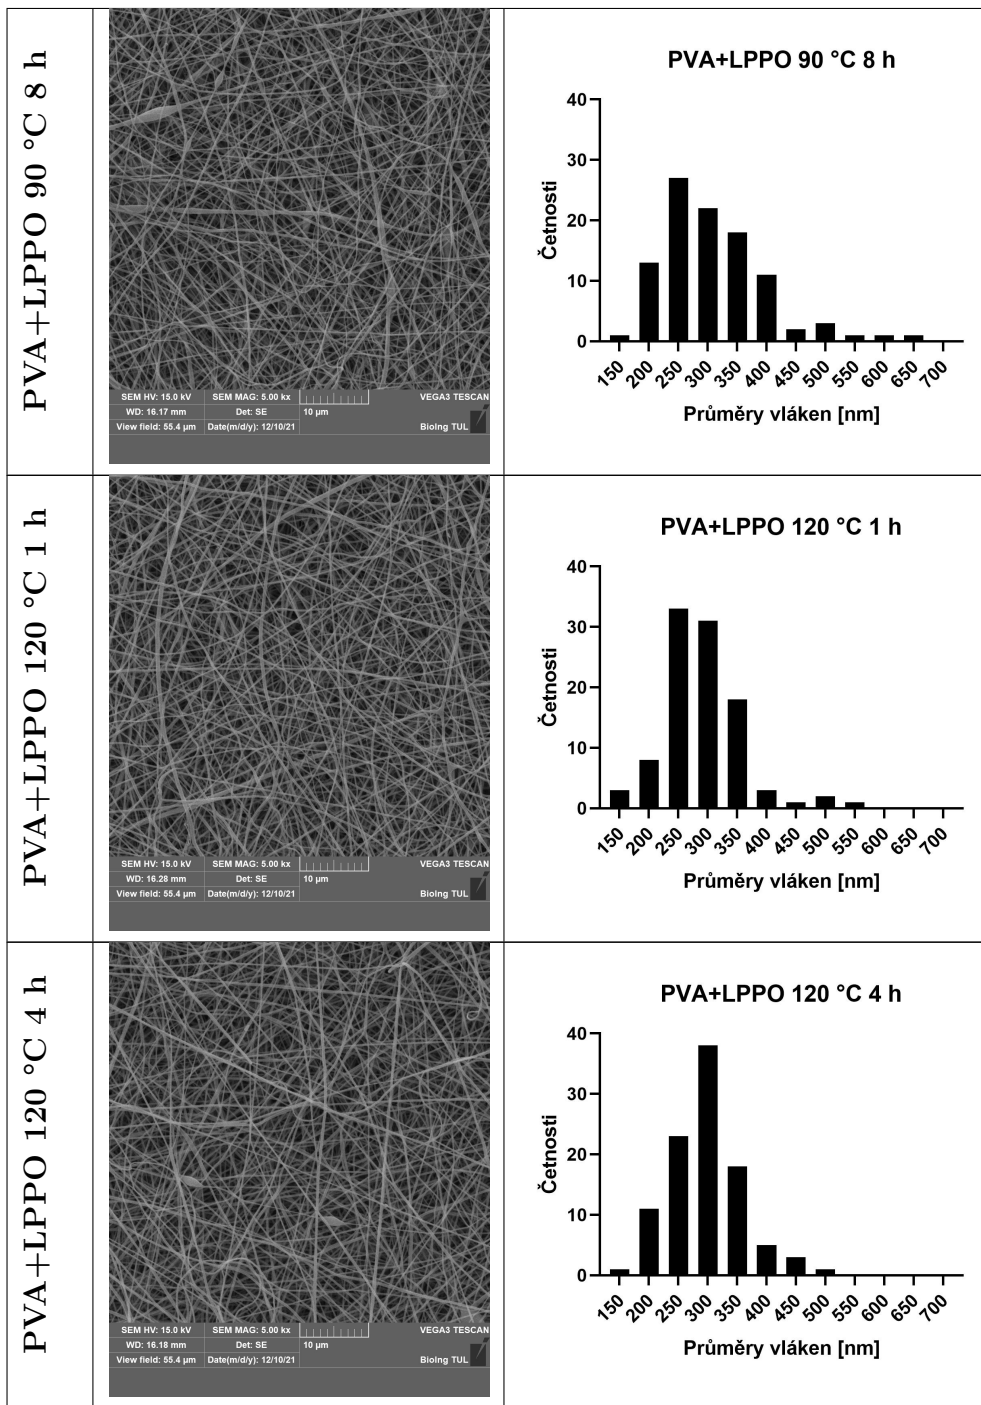 PVA+LPPO 90 °C 8 h
SEM HV: 15.0 kV SEM MAG: 5.00 kx VEGA3 TESCAN
WD: 16.17 mm Det: SE 10 µm
View field: 55.4 µm Date(m/d/y): 12/10/21 BioIng TUL
PVA+LPPO 90 °C 8 h
Četnosti
40
30
20
10
0
150 200 250 300 350 400 450 500 550 600 650 700
Průměry vláken [nm]
PVA+LPPO 120 °C 1 h
SEM HV: 15.0 kV SEM MAG: 5.00 kx VEGA3 TESCAN
WD: 16.28 mm Det: SE 10 µm
View field: 55.4 µm Date(m/d/y): 12/10/21 BioIng TUL
PVA+LPPO 120 °C 1 h
Četnosti
40
30
20
10
0
150 200 250 300 350 400 450 500 550 600 650 700
Průměry vláken [nm]
PVA+LPPO 120 °C 4 h
SEM HV: 15.0 kV SEM MAG: 5.00 kx VEGA3 TESCAN
WD: 16.18 mm Det: SE 10 µm
View field: 55.4 µm Date(m/d/y): 12/10/21 BioIng TUL
PVA+LPPO 120 °C 4 h
Četnosti
40
30
20
10
0
150 200 250 300 350 400 450 500 550 600 650 700
Průměry vláken [nm]